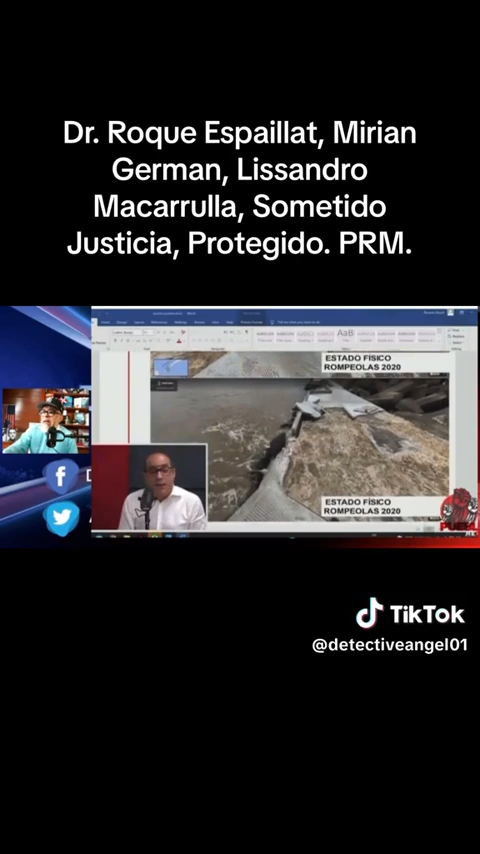 Dr. Roque Espaillat, Mirian
German, Lissandro
Macarrulla, Sometido
Justicia, Protegido. PRM.
ESTADO FÍSICO
ROMPEOLAS 2020
ESTADO FÍSICO
ROMPEOLAS 2020
TikTok
@detectiveangel01